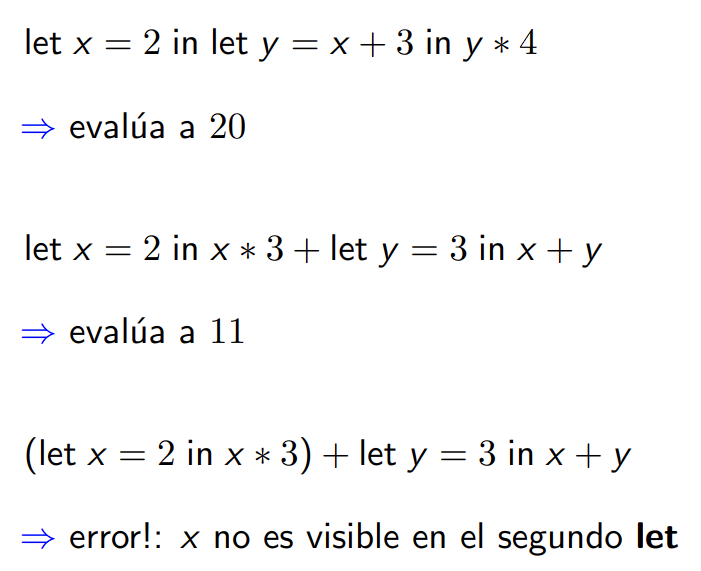 let x = 2 in let y = x + 3 in y ∗ 4
⇒ evalúa a 20
let x = 2 in x ∗ 3 + let y = 3 in x + y
⇒ evalúa a 11
(let x = 2 in x ∗ 3) + let y = 3 in x + y
⇒ error!: x no es visible en el segundo let